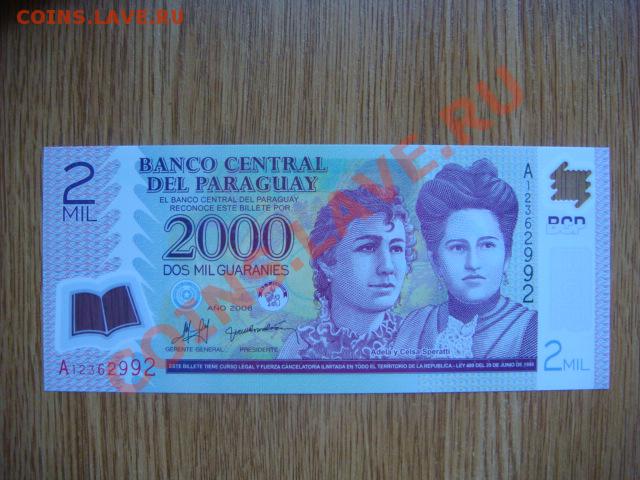 COINS.LAVE.RU
COINS.LAVE.RU
2
MIL
BANCO CENTRAL
DEL PARAGUAY
EL BANCO CENTRAL DEL PARAGUAY
RECONOCE ESTE BILLETE POR
2000
DOS MIL GUARANIES
AÑO 2008
GERENTE GENERAL PRESIDENTE
A12362992
A12362992
BCP
Adela y Celsa Speratti
2 MIL
ESTE BILLETE TIENE CURSO LEGAL Y FUERZA CANCELATORIA ILIMITADA EN TODO EL TERRITORIO DE LA REPUBLICA - LEY 489 DEL 29 DE JUNIO DE 1995